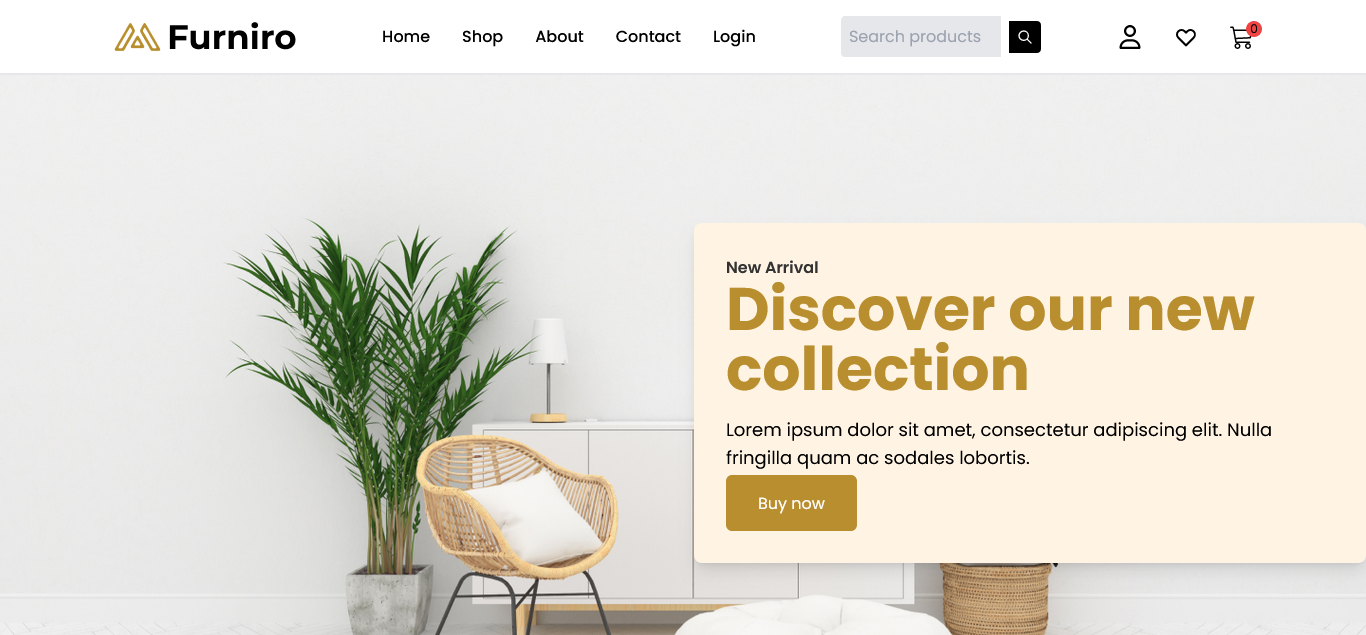 Furniro
Home
Shop
About
Contact
Login
Search products
0
New Arrival
Discover our new
collection
Lorem ipsum dolor sit amet, consectetur adipiscing elit. Nulla
fringilla quam ac sodales lobortis.
Buy now